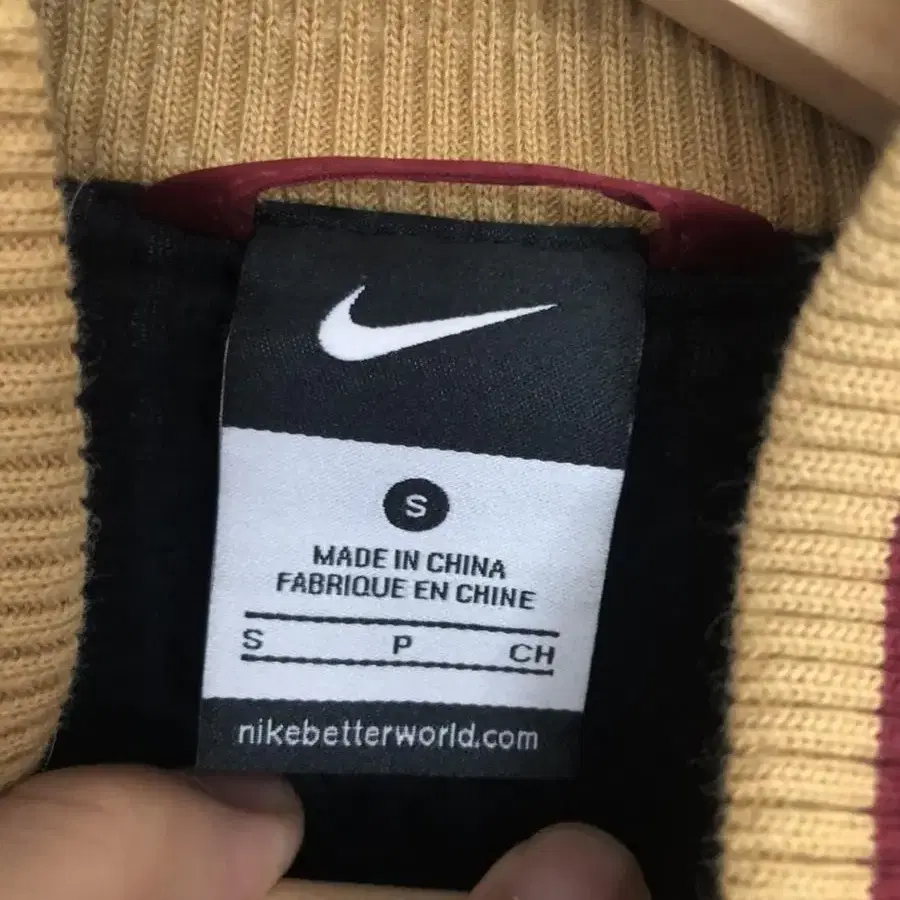 S
MADE IN CHINA
FABRIQUE EN CHINE
S P CH
nikebetterworld.com